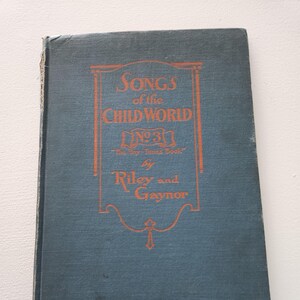 SONGS
of the
CHILD WORLD
No 3
by
Riley and
Gaynor